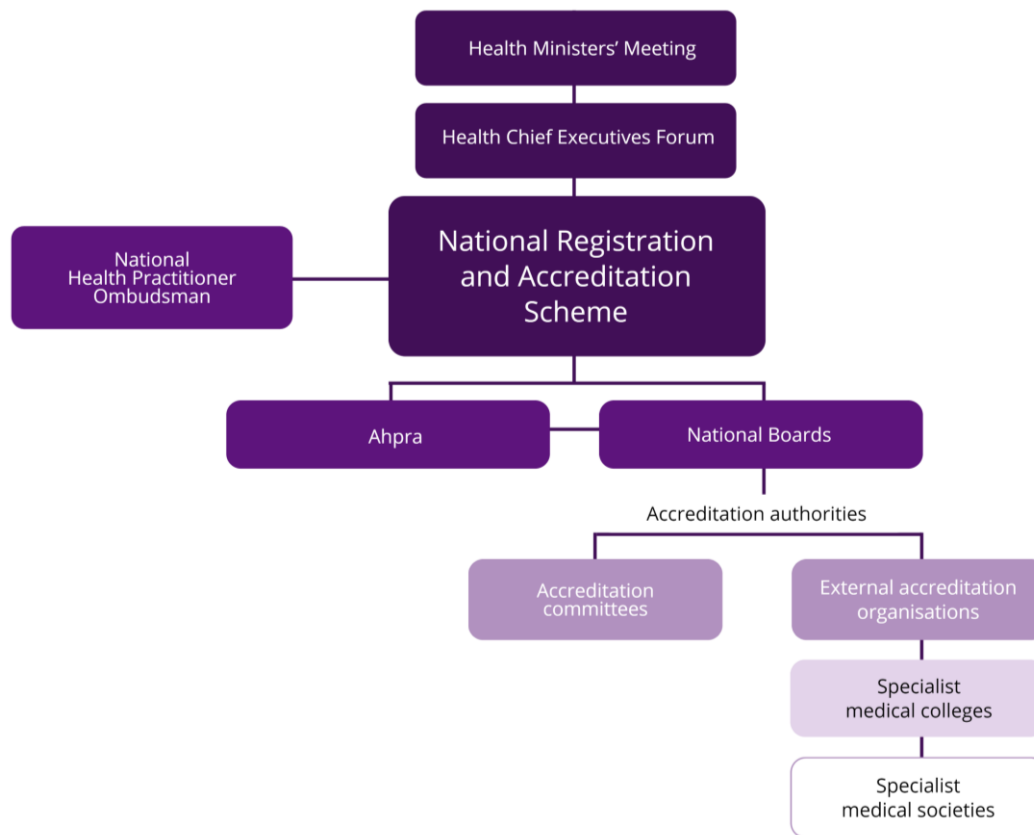 Health Ministers’ Meeting
Health Chief Executives Forum
National Registration
and Accreditation
Scheme
National
Health Practitioner
Ombudsman
Ahpra
National Boards
Accreditation authorities
Accreditation
committees
External accreditation
organisations
Specialist
medical colleges
Specialist
medical societies